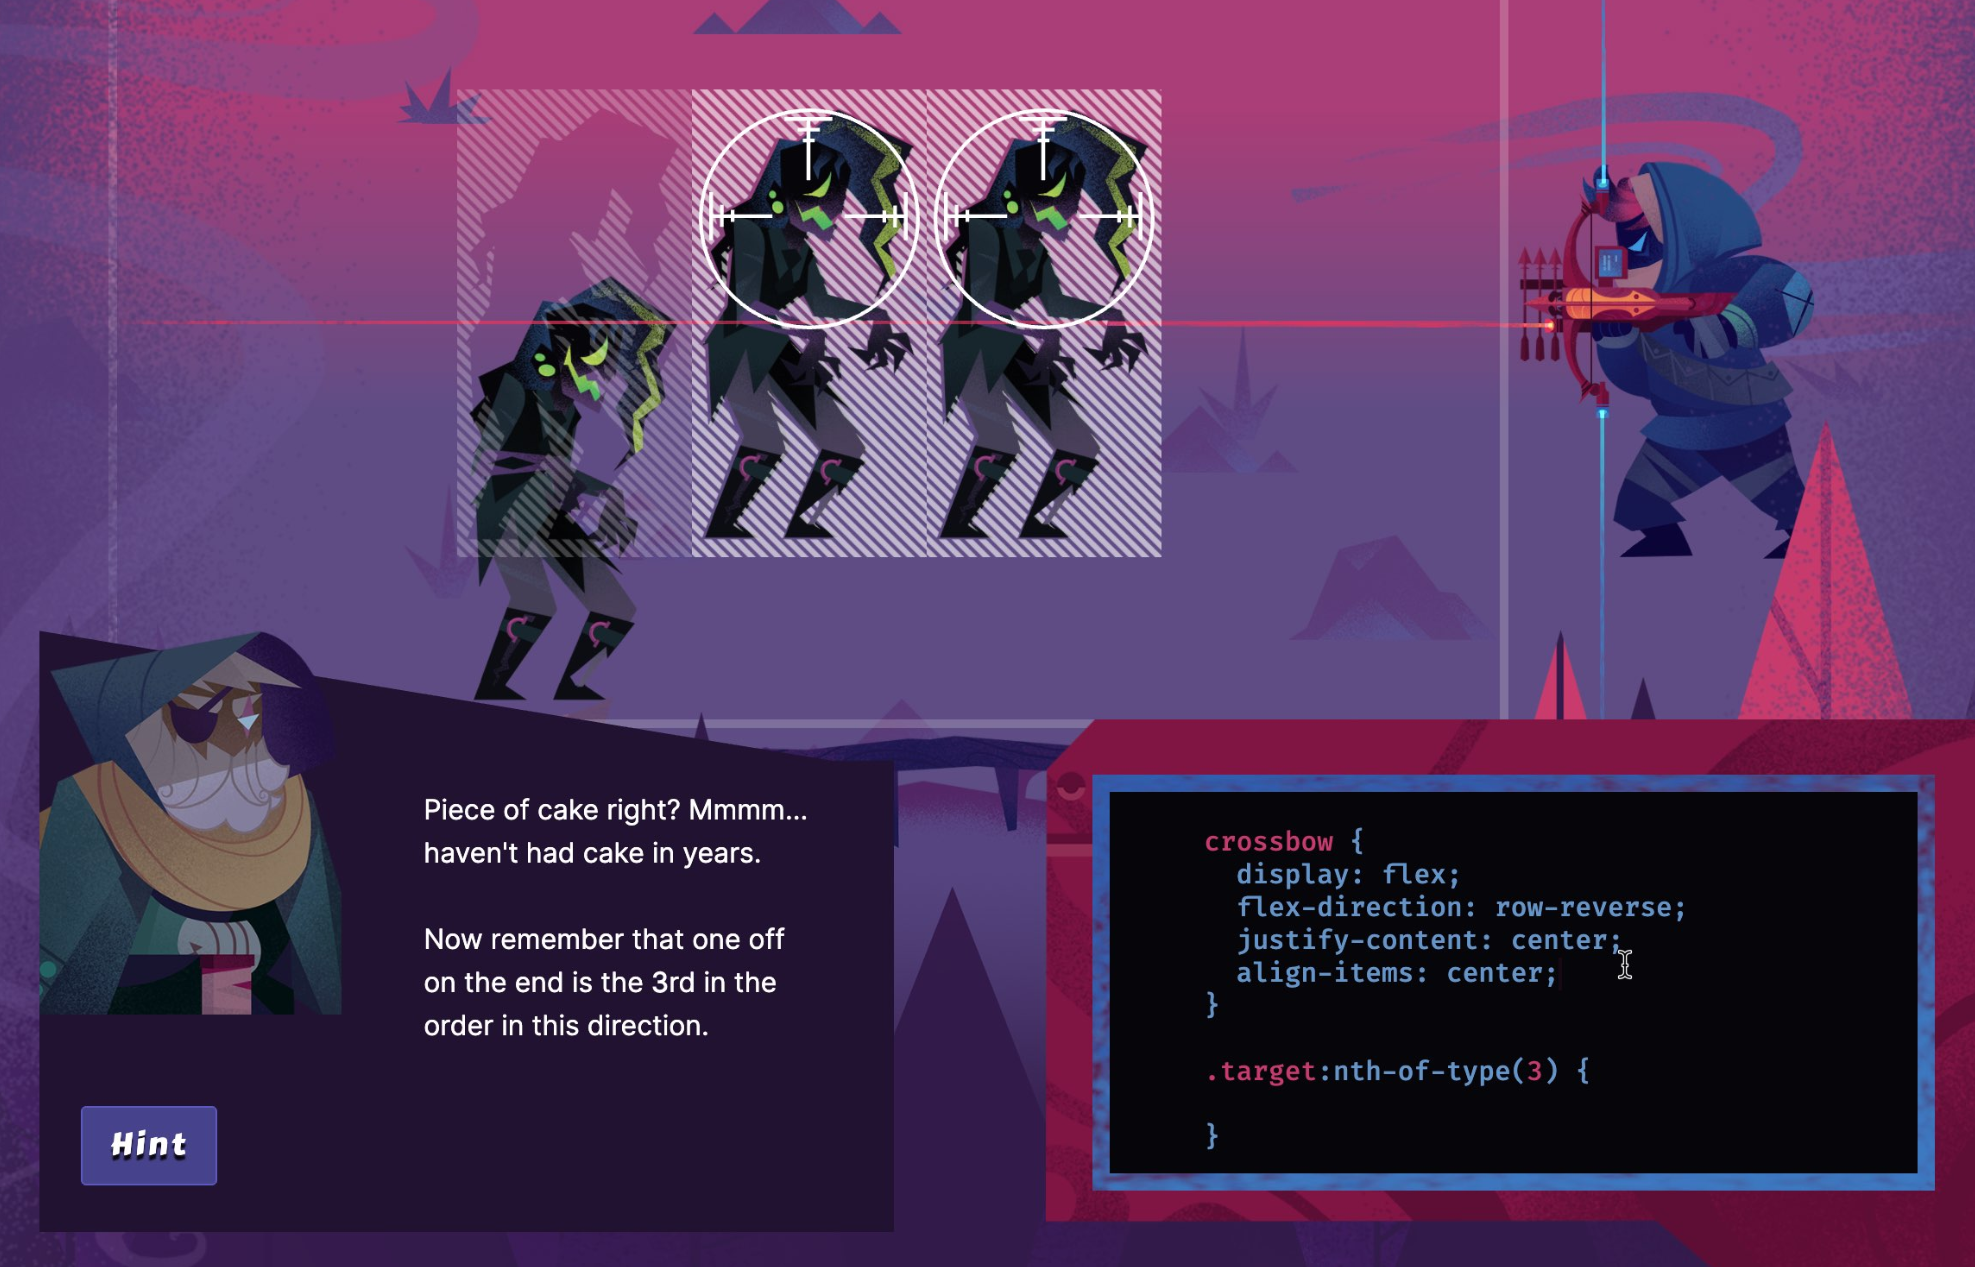 Piece of cake right? Mmmm...
haven't had cake in years.
Now remember that one off
on the end is the 3rd in the
order in this direction.
Hint
crossbow {
display: flex;
flex-direction: row-reverse;
justify-content: center;
align-items: center;
}
.target:nth-of-type(3) {
}